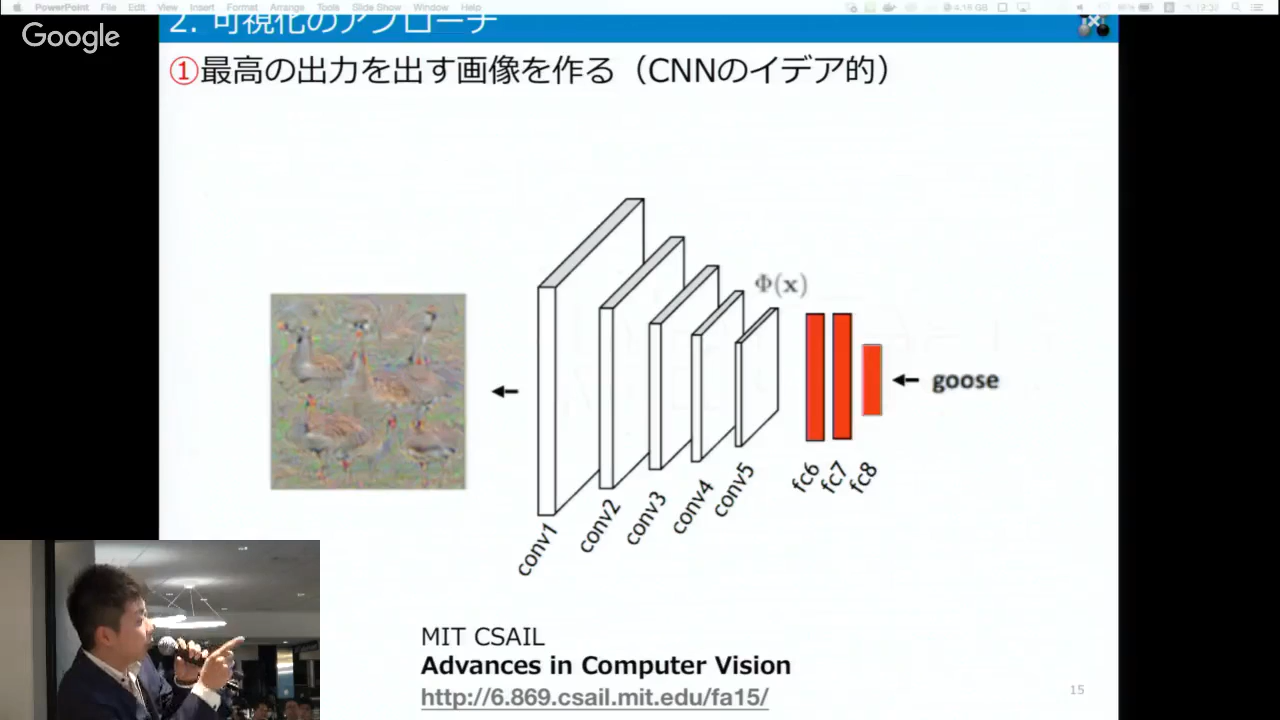 PowerPoint File Edit View Insert Format Arrange Tools Slide Show Window Help
Google
2. 可視化のアプローチ
①最高の出力を出す画像を作る（CNNのイデア的）
Φ(x)
goose
conv1
conv2
conv3
conv4
conv5
fc6
fc7
fc8
MIT CSAIL
Advances in Computer Vision
http://6.869.csail.mit.edu/fa15/
15